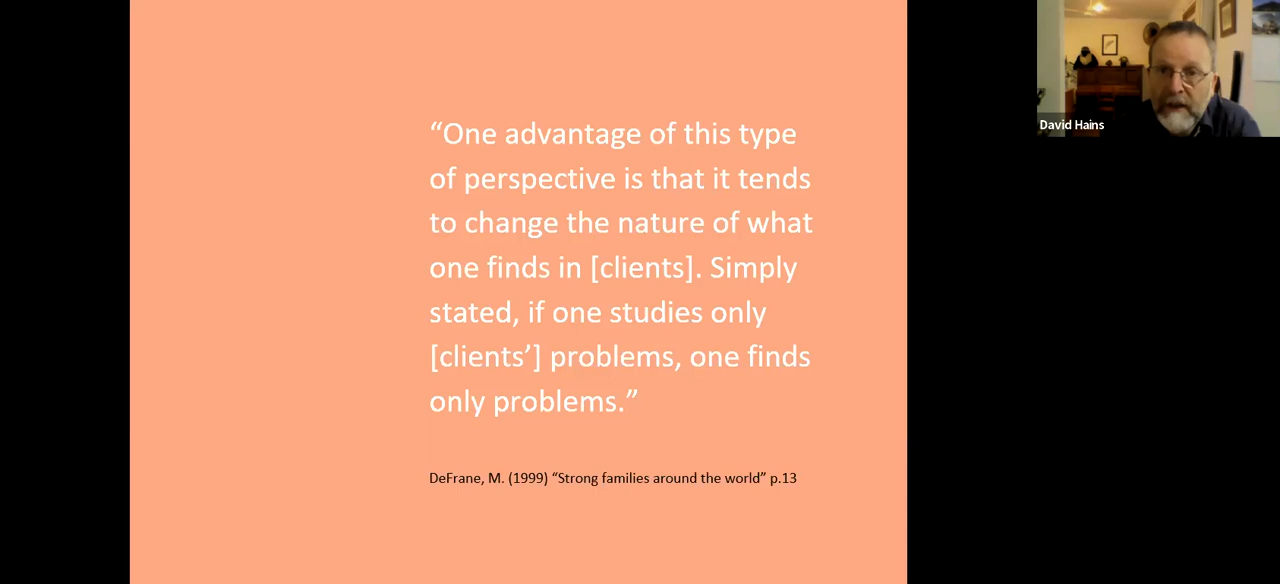 “One advantage of this type
of perspective is that it tends
to change the nature of what
one finds in [clients]. Simply
stated, if one studies only
[clients’] problems, one finds
only problems.”
DeFrane, M. (1999) “Strong families around the world” p.13
David Hains